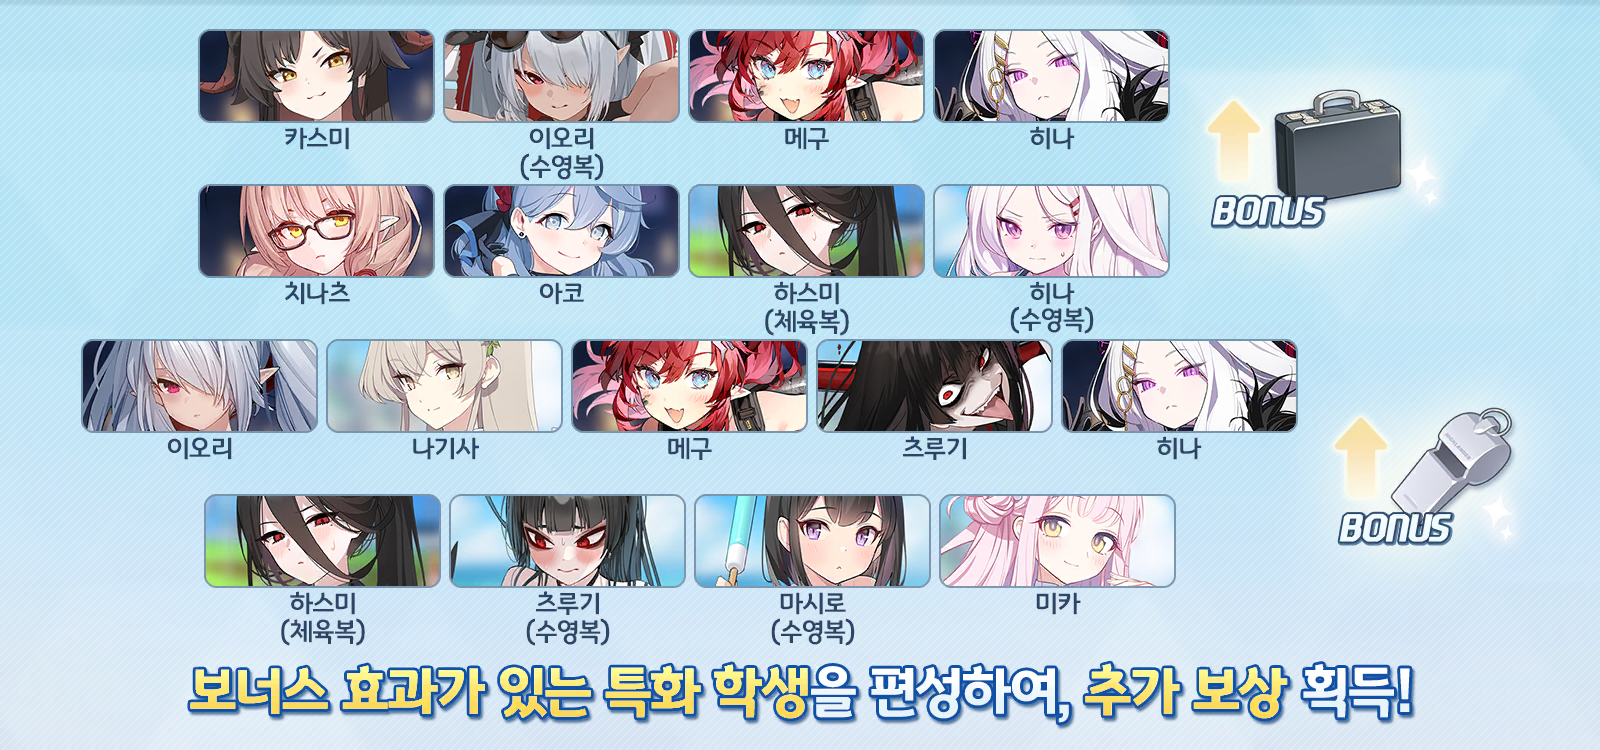 카스미
이오리
(수영복)
메구
히나
BONUS
치나츠
아코
하스미
(체육복)
히나
(수영복)
이오리
나기사
메구
츠루기
히나
BONUS
하스미
(체육복)
츠루기
(수영복)
마시로
(수영복)
미카
보너스 효과가 있는 특화 학생을 편성하여, 추가 보상 획득!